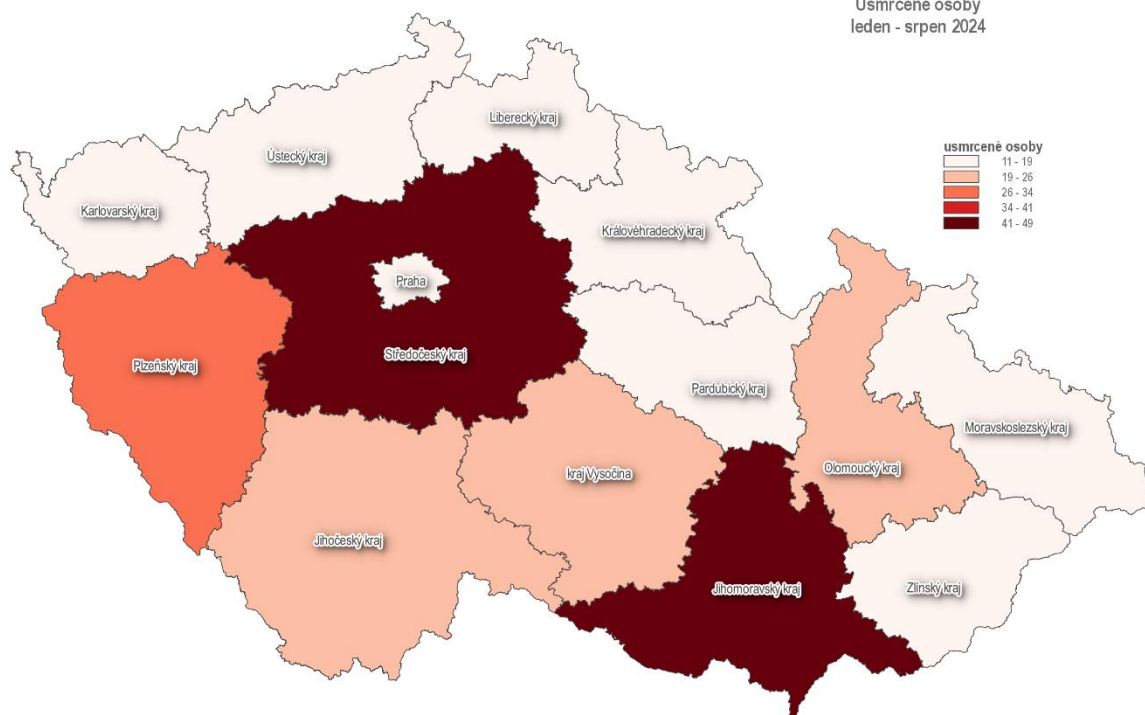 Usmrcené osoby
leden - srpen 2024
usmrcené osoby
11 - 19
19 - 26
26 - 34
34 - 41
41 - 49
Liberecký kraj
Ústecký kraj
Karlovarský kraj
Královéhradecký kraj
Praha
Středočeský kraj
Plzeňský kraj
Pardubický kraj
Moravskoslezský kraj
Olomoucký kraj
kraj Vysočina
Jihočeský kraj
Jihomoravský kraj
Zlínský kraj